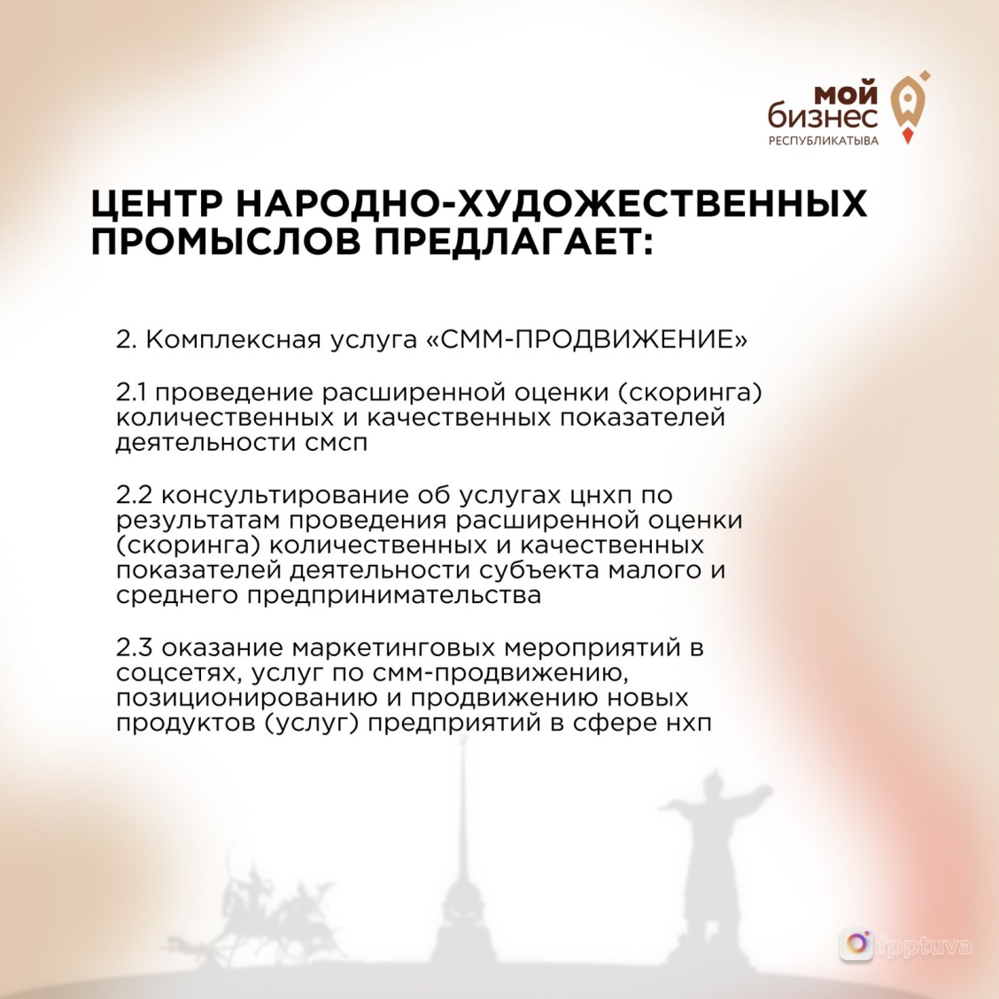 мой
бизнес
РЕСПУБЛИКАТЫВА
ЦЕНТР НАРОДНО-ХУДОЖЕСТВЕННЫХ
ПРОМЫСЛОВ ПРЕДЛАГАЕТ:
2. Комплексная услуга «СММ-ПРОДВИЖЕНИЕ»
2.1 проведение расширенной оценки (скоринга)
количественных и качественных показателей
деятельности смсп
2.2 консультирование об услугах цнхп по
результатам проведения расширенной оценки
(скоринга) количественных и качественных
показателей деятельности субъекта малого и
среднего предпринимательства
2.3 оказание маркетинговых мероприятий в
соцсетях, услуг по смм-продвижению,
позиционированию и продвижению новых
продуктов (услуг) предприятий в сфере нхп
fpptuva